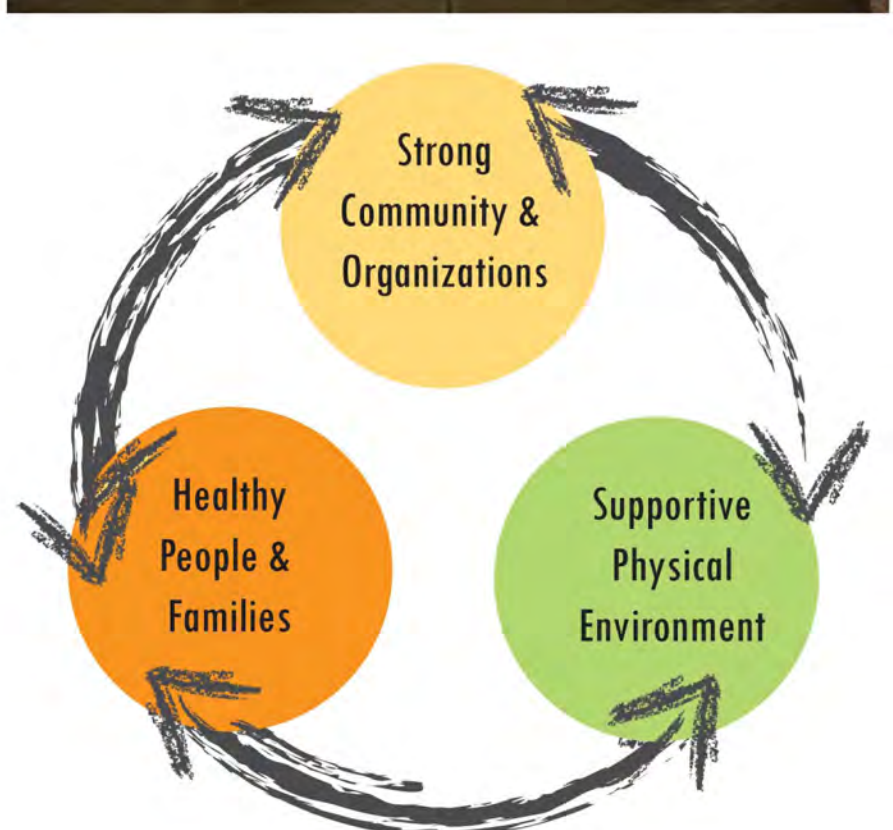 Strong
Community &
Organizations
Healthy
People &
Families
Supportive
Physical
Environment